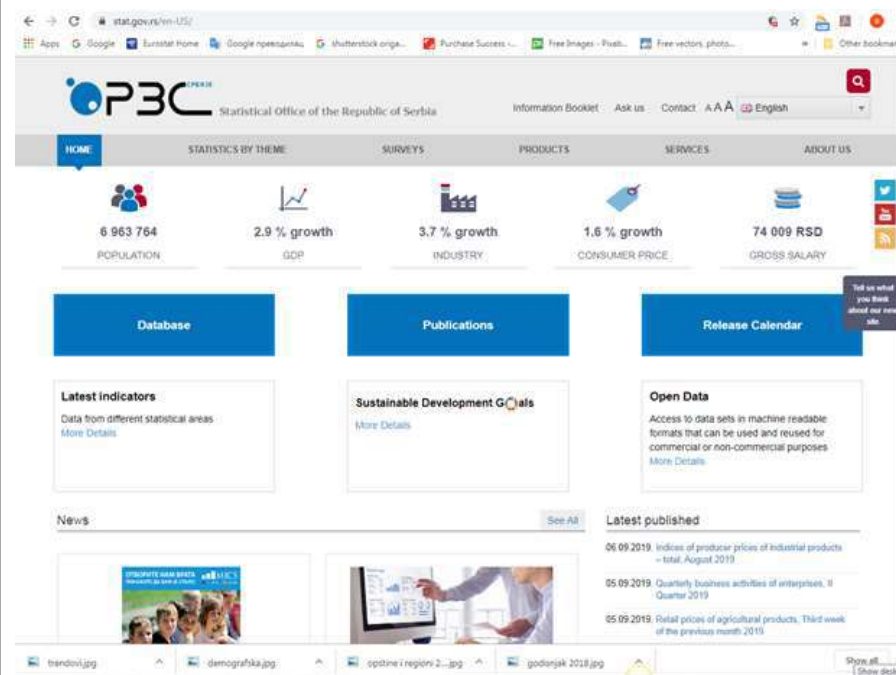 stat.gov.rs/en-US/
Apps Google Eurostat Home Google преводилац shutterstock origa... Purchase Success -... Free Images - Pixab... Free vectors, photo... » Other bookmar
РЗС
Statistical Office of the Republic of Serbia
Information Booklet Ask us Contact A A A English
HOME STATISTICS BY THEME SURVEYS PRODUCTS SERVICES ABOUT US
6 963 764 2.9 % growth 3.7 % growth 1.6 % growth 74 009 RSD
POPULATION GDP INDUSTRY CONSUMER PRICE GROSS SALARY
You
Tell us what
you think
about our new
site
Database Publications Release Calendar
Latest indicators
Data from different statistical areas
More Details
Sustainable Development Goals
More Details
Open Data
Access to data sets in machine readable
formats that can be used and reused for
commercial or non-commercial purposes
More Details
News See All
Latest published
06.09.2019. Indices of producer prices of industrial products
– total, August 2019
05.09.2019. Quarterly business activities of enterprises, II
Quarter 2019
05.09.2019. Retail prices of agricultural products, Third week
of the previous month 2019
ОТВОРИТЕ НАМ ВРАТА
MICS
trendovi.jpg demografska.jpg opstine i regioni 2....jpg godisnjak 2018.jpg Show all
Show desk